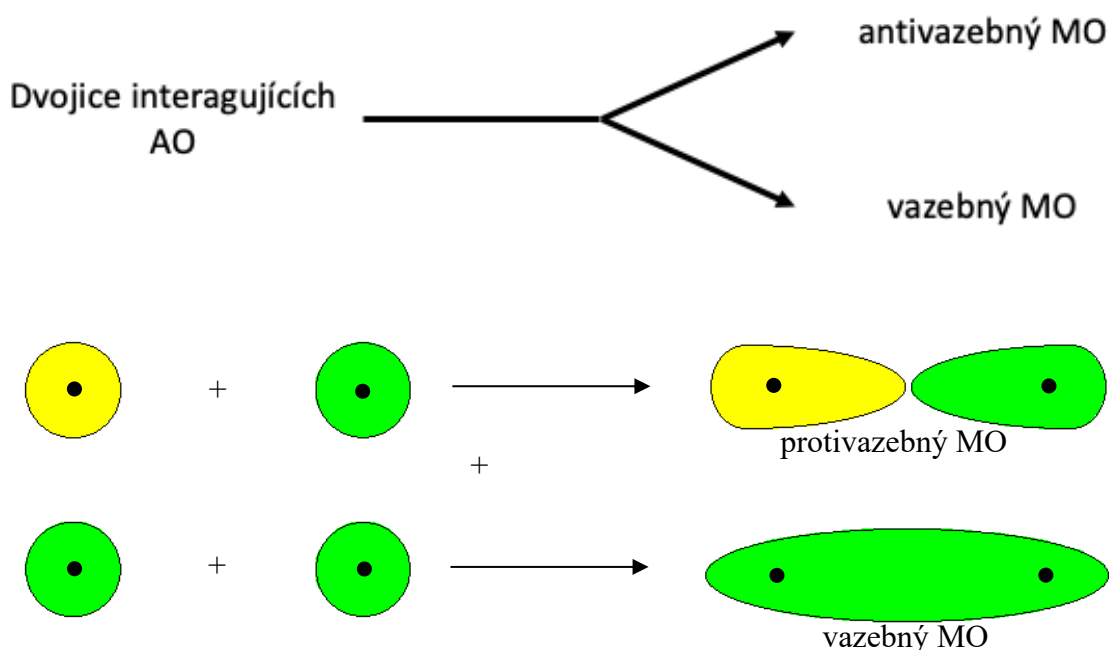 antivazebný MO
Dvojice interagujících
AO
vazebný MO
+
protivazebný MO
+
+
vazebný MO